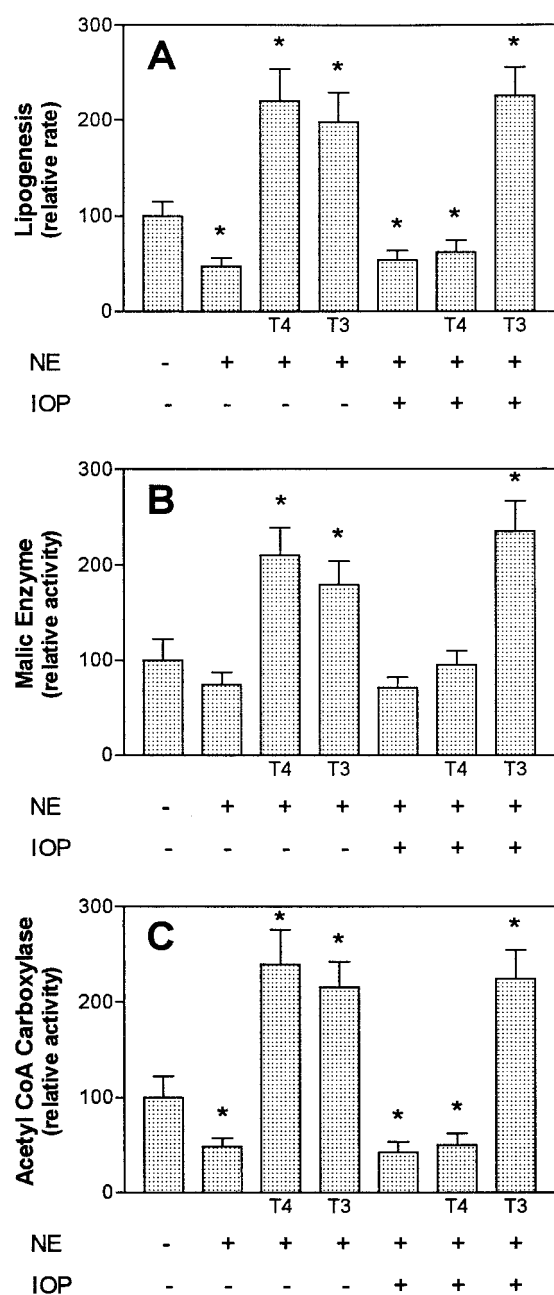 A
Lipogenesis
(relative rate)
300
200
100
0
* * * * * *
T4 T3 T4 T3
NE - + + + + + +
IOP - - - - + + +
B
Malic Enzyme
(relative activity)
300
200
100
0
* * *
T4 T3 T4 T3
NE - + + + + + +
IOP - - - - + + +
C
Acetyl CoA Carboxylase
(relative activity)
300
200
100
0
* * * * * *
T4 T3 T4 T3
NE - + + + + + +
IOP - - - - + + +